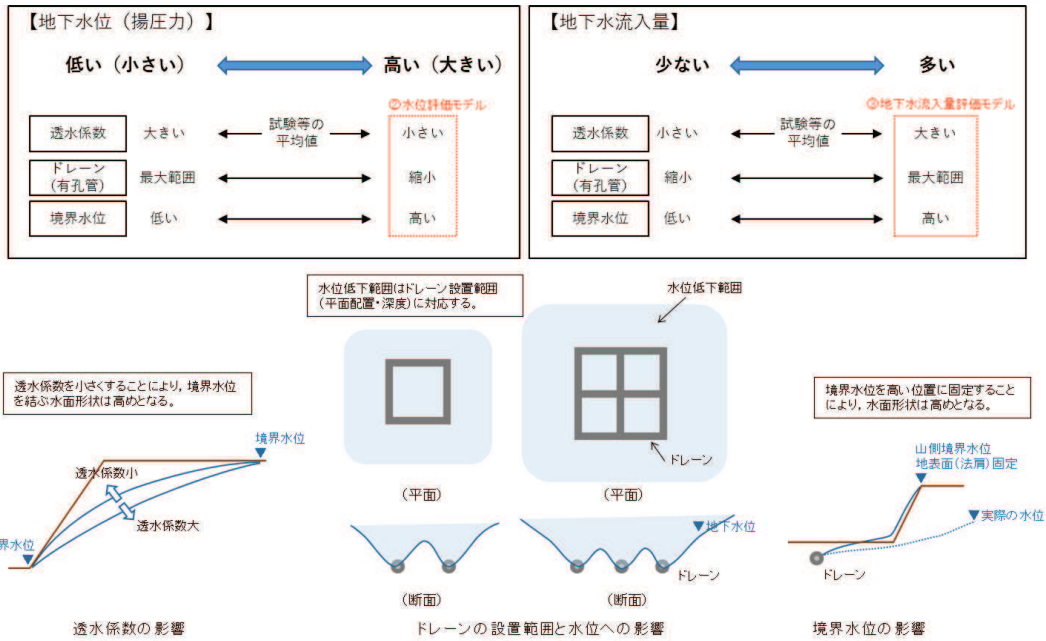 【地下水位（揚圧力）】
低い（小さい）
高い（大きい）
②水位評価モデル
透水係数
大きい
試験等の
平均値
小さい
ドレーン
(有孔管)
最大範囲
縮小
境界水位
低い
高い
【地下水流入量】
少ない
多い
③地下水流入量評価モデル
透水係数
小さい
試験等の
平均値
大きい
ドレーン
(有孔管)
縮小
最大範囲
境界水位
低い
高い
透水係数を小さくすることにより，境界水位
を結ぶ水面形状は高めとなる。
境界水位
透水係数小
透水係数大
界水位
透水係数の影響
水位低下範囲はドレーン設置範囲
（平面配置・深度）に対応する。
水位低下範囲
ドレーン
（平面）
（平面）
地下水位
ドレーン
（断面）
（断面）
ドレーンの設置範囲と水位への影響
境界水位を高い位置に固定すること
により，水面形状は高めとなる。
山側境界水位
地表面（法肩）固定
実際の水位
ドレーン
境界水位の影響